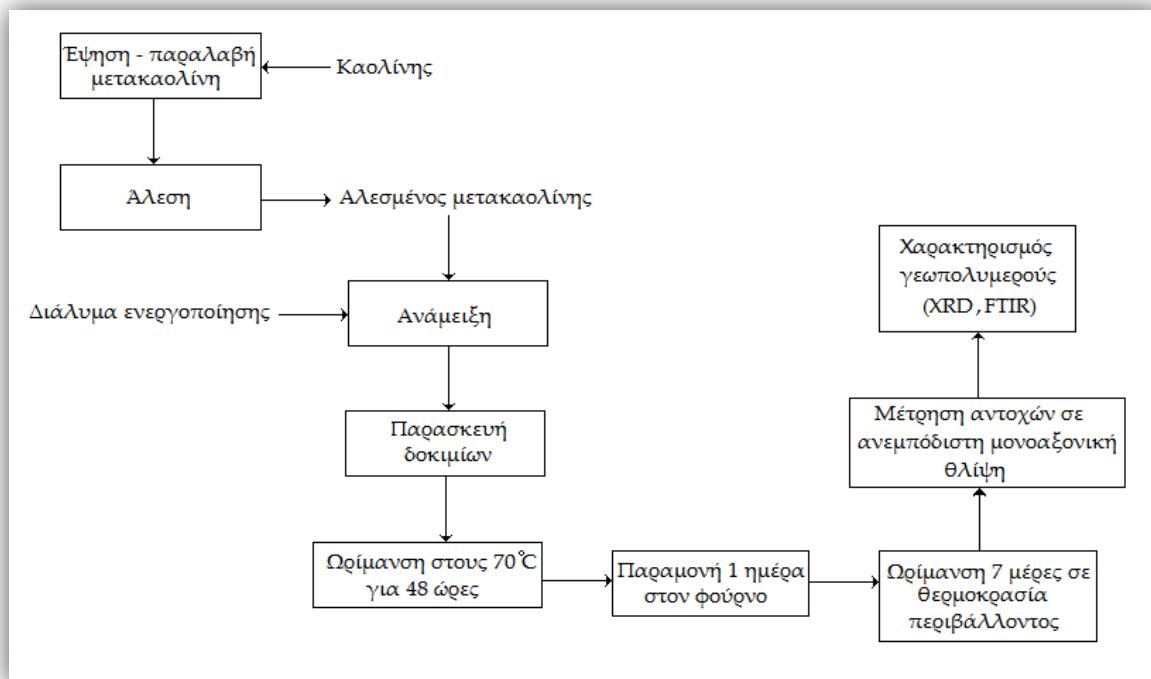 Έψηση - παραλαβή
μετακαολίνη
Καολίνης
Άλεση
Αλεσμένος μετακαολίνης
Διάλυμα ενεργοποίησης
Ανάμειξη
Παρασκευή
δοκιμίων
Ωρίμανση στους 70°C
για 48 ώρες
Παραμονή 1 ημέρα
στον φούρνο
Ωρίμανση 7 μέρες σε
θερμοκρασία
περιβάλλοντος
Μέτρηση αντοχών σε
ανεμπόδιστη μονοαξονική
θλίψη
Χαρακτηρισμός
γεωπολυμερούς
(XRD , FTIR)